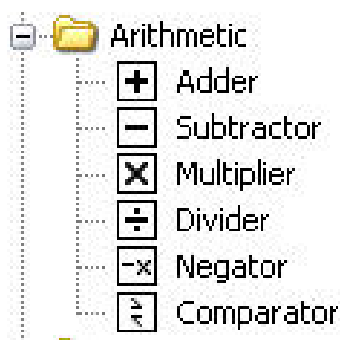 Arithmetic
Adder
Subtractor
Multiplier
Divider
-x Negator
Comparator